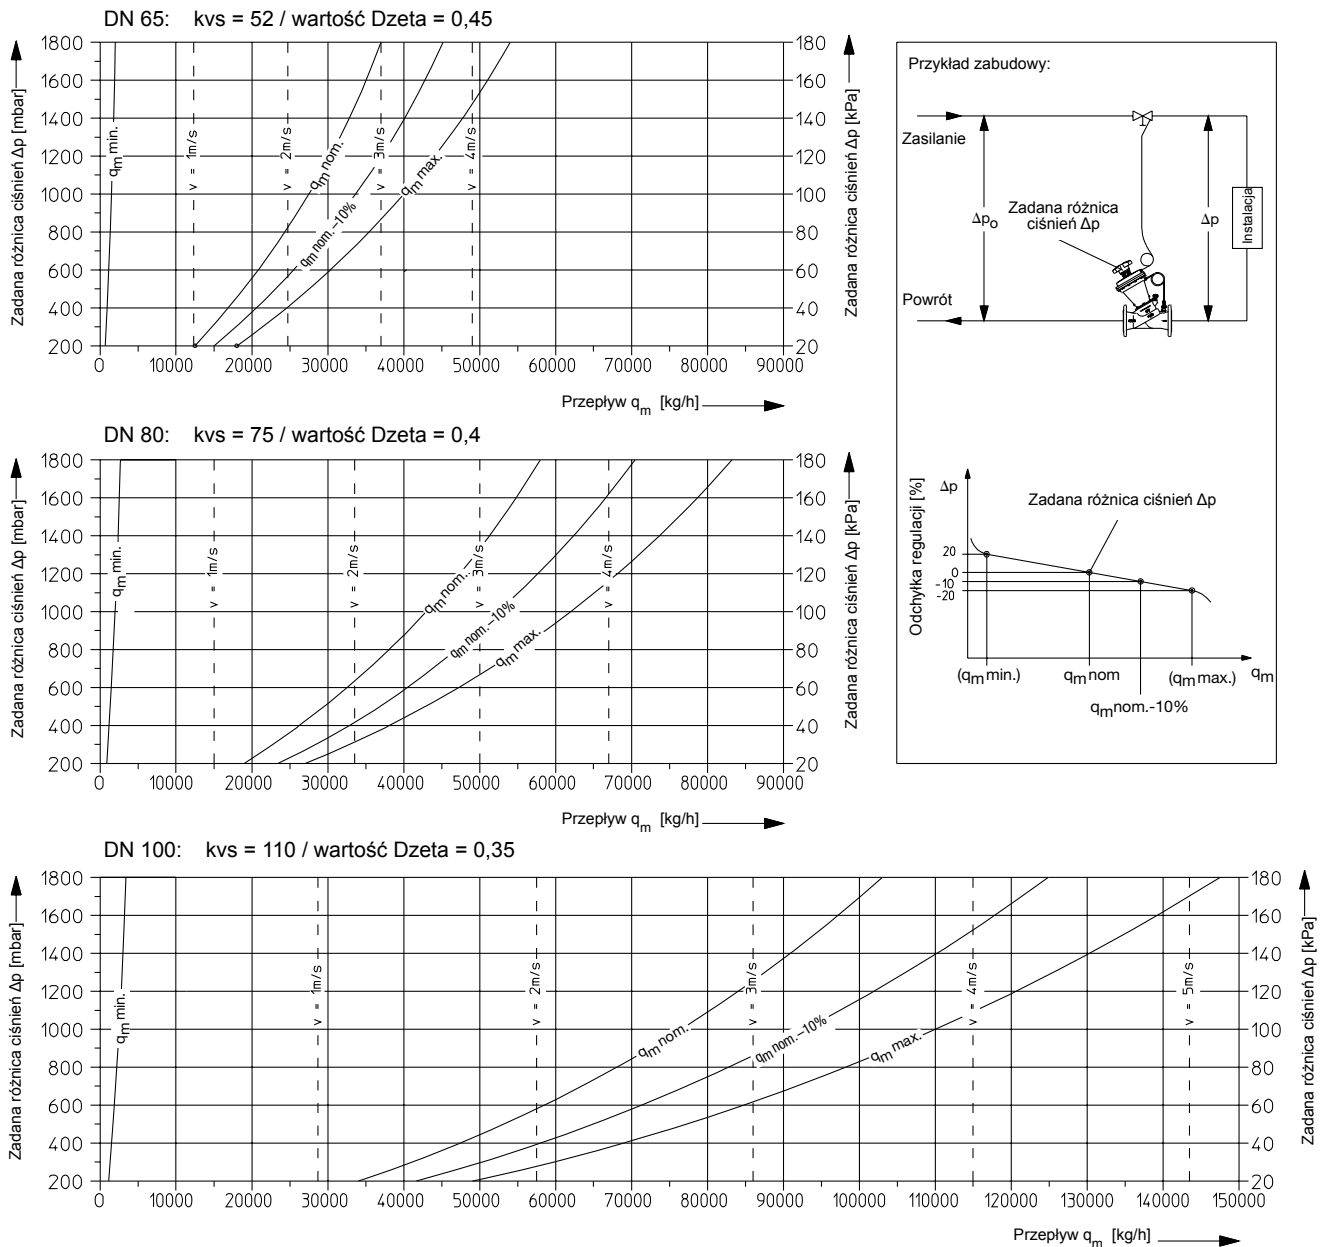 DN 65: kvs = 52 / wartość Dzeta = 0,45
Zadana różnica ciśnień Δp [mbar]
1800
1600
1400
1200
1000
800
600
400
200
qm min.
v = 1m/s
v = 2m/s
qm nom.
qm nom.-10%
v = 3m/s
qm max.
v = 4m/s
180
160
140
120
100
80
60
40
20
Zadana różnica ciśnień Δp [kPa]
0 10000 20000 30000 40000 50000 60000 70000 80000 90000
Przepływ qm [kg/h]
DN 80: kvs = 75 / wartość Dzeta = 0,4
Zadana różnica ciśnień Δp [mbar]
1800
1600
1400
1200
1000
800
600
400
200
qm min.
v = 1m/s
v = 2m/s
qm nom.
v = 3m/s
qm nom.-10%
qm max.
v = 4m/s
180
160
140
120
100
80
60
40
20
Zadana różnica ciśnień Δp [kPa]
0 10000 20000 30000 40000 50000 60000 70000 80000 90000
Przepływ qm [kg/h]
Przykład zabudowy:
Zasilanie
Δpo
Zadana różnica
ciśnień Δp
Δp
Instalacja
Powrót
Odchyłka regulacji [%]
Δp
Zadana różnica ciśnień Δp
20
0
-10
-20
(qm min.)
qm nom
(qm max.)
qm
qm nom.-10%
DN 100: kvs = 110 / wartość Dzeta = 0,35
Zadana różnica ciśnień Δp [mbar]
1800
1600
1400
1200
1000
800
600
400
200
qm min.
v = 1m/s
v = 2m/s
qm nom.
v = 3m/s
qm nom.-10%
qm max.
v = 4m/s
v = 5m/s
180
160
140
120
100
80
60
40
20
Zadana różnica ciśnień Δp [kPa]
0 10000 20000 30000 40000 50000 60000 70000 80000 90000 100000 110000 120000 130000 140000 150000
Przepływ qm [kg/h]